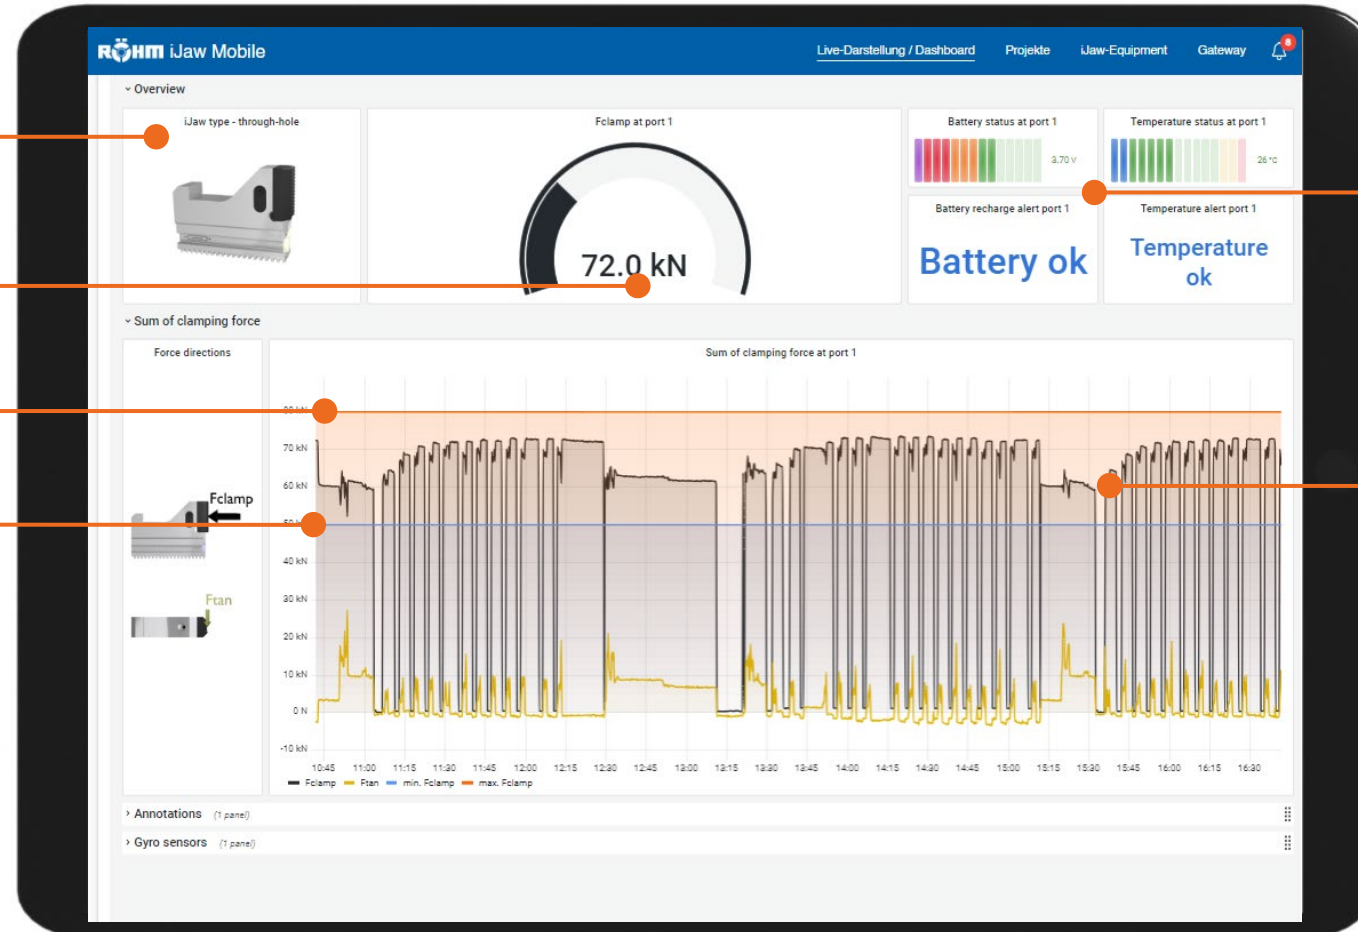 RÖHM iJaw Mobile
Live-Darstellung / Dashboard
Projekte
iJaw-Equipment
Gateway
8
Overview
iJaw type - through-hole
Fclamp at port 1
72.0 kN
Battery status at port 1
3.70 V
Temperature status at port 1
26 °C
Battery recharge alert port 1
Battery ok
Temperature alert port 1
Temperature
ok
Sum of clamping force
Force directions
Fclamp
Ftan
Sum of clamping force at port 1
70 kN
60 kN
40 kN
30 kN
20 kN
10 kN
0 N
-10 kN
10:45 11:00 11:15 11:30 11:45 12:00 12:15 12:30 12:45 13:00 13:15 13:30 13:45 14:00 14:15 14:30 14:45 15:00 15:15 15:30 15:45 16:00 16:15 16:30
Fclamp Ftan min. Fclamp max. Fclamp
Annotations (1 panel)
Gyro sensors (1 panel)